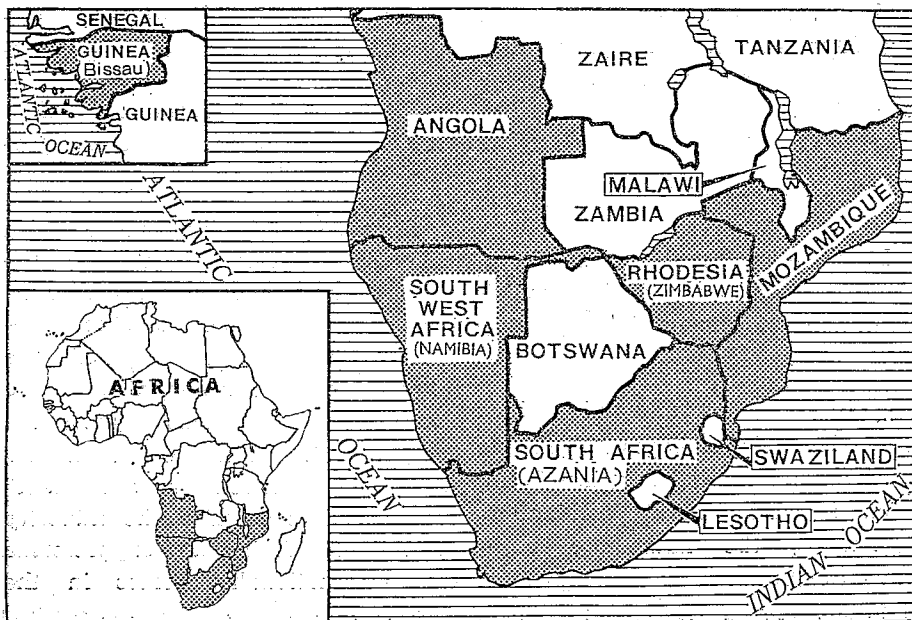 SENEGAL
GUINEA
(Bissau)
GUINEA
ATLANTIC
OCEAN
ZAIRE
TANZANIA
ANGOLA
MALAWI
ZAMBIA
MOZAMBIQUE
RHODESIA
(ZIMBABWE)
SOUTH
WEST
AFRICA
(NAMIBIA)
BOTSWANA
SOUTH AFRICA
(AZANIA)
SWAZILAND
LESOTHO
ATLANTIC
OCEAN
INDIAN OCEAN
AFRICA